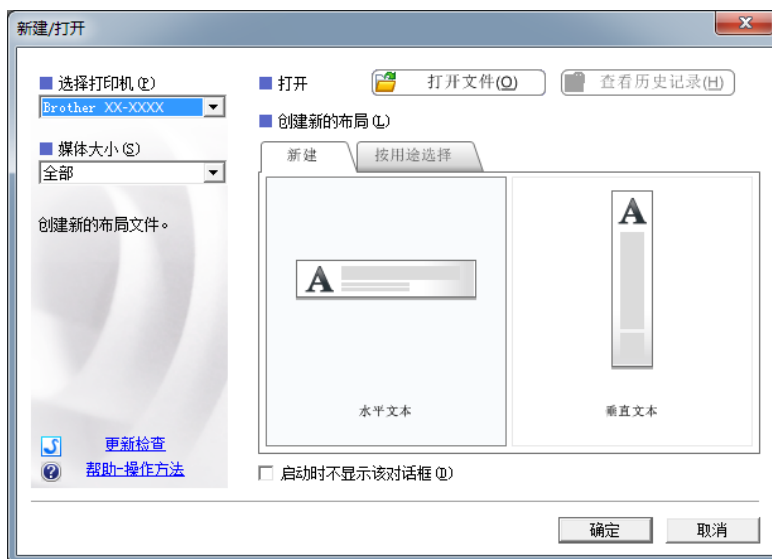 新建/打开
选择打印机(P)
Brother XX-XXXX
媒体大小(S)
全部
创建新的布局文件。
更新检查
帮助-操作方法
打开
打开文件(O)
查看历史记录(H)
创建新的布局(L)
新建
按用途选择
A
水平文本
A
垂直文本
启动时不显示该对话框(D)
确定
取消